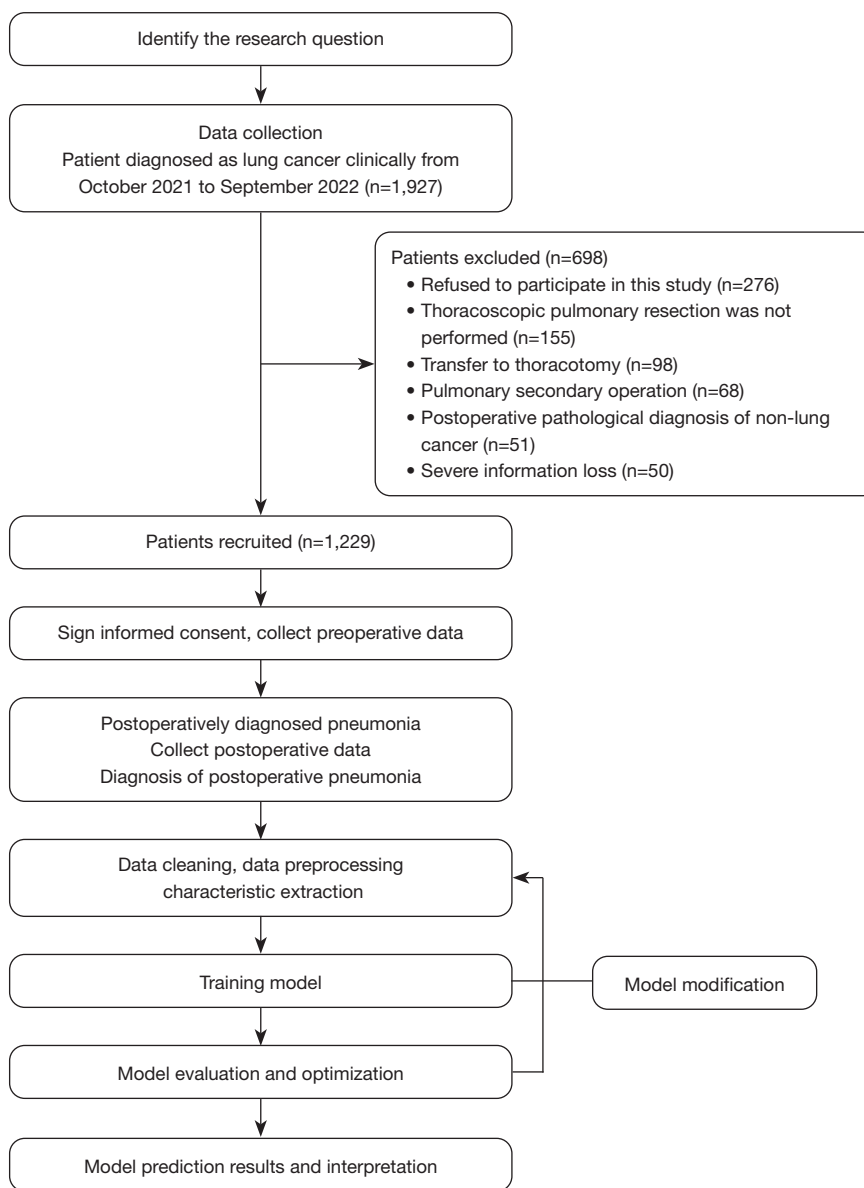 Identify the research question
Data collection
Patient diagnosed as lung cancer clinically from
October 2021 to September 2022 (n=1,927)
Patients excluded (n=698)
• Refused to participate in this study (n=276)
• Thoracoscopic pulmonary resection was not
performed (n=155)
• Transfer to thoracotomy (n=98)
• Pulmonary secondary operation (n=68)
• Postoperative pathological diagnosis of non-lung
cancer (n=51)
• Severe information loss (n=50)
Patients recruited (n=1,229)
Sign informed consent, collect preoperative data
Postoperatively diagnosed pneumonia
Collect postoperative data
Diagnosis of postoperative pneumonia
Data cleaning, data preprocessing
characteristic extraction
Training model
Model modification
Model evaluation and optimization
Model prediction results and interpretation